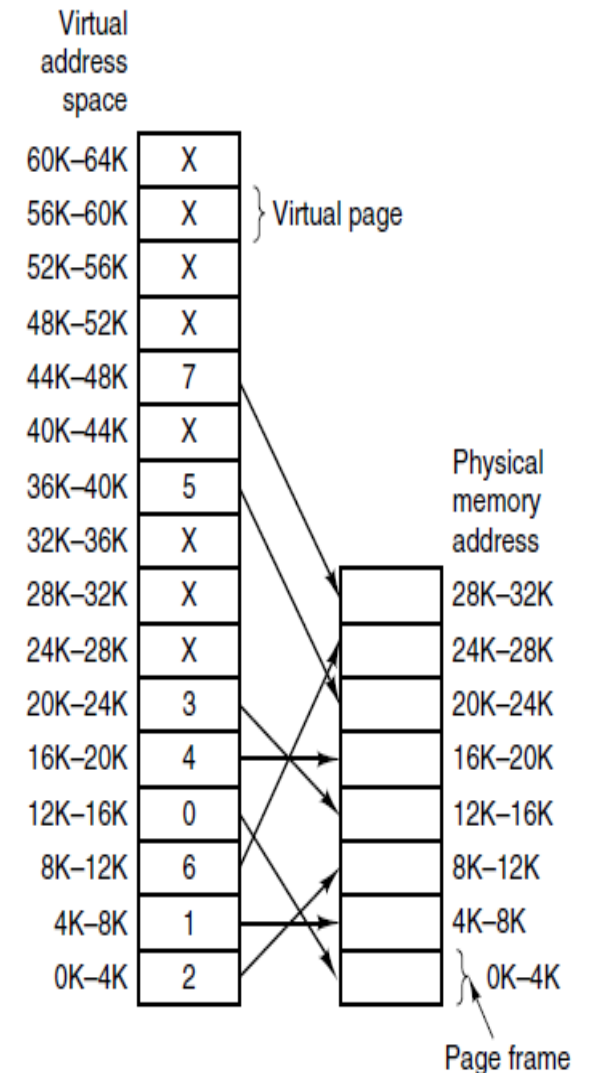 Virtual
address
space
60K–64K X
56K–60K X Virtual page
52K–56K X
48K–52K X
44K–48K 7
40K–44K X
36K–40K 5
32K–36K X
28K–32K X
24K–28K X
20K–24K 3
16K–20K 4
12K–16K 0
8K–12K 6
4K–8K 1
0K–4K 2
Physical
memory
address
28K–32K
24K–28K
20K–24K
16K–20K
12K–16K
8K–12K
4K–8K
0K–4K
Page frame